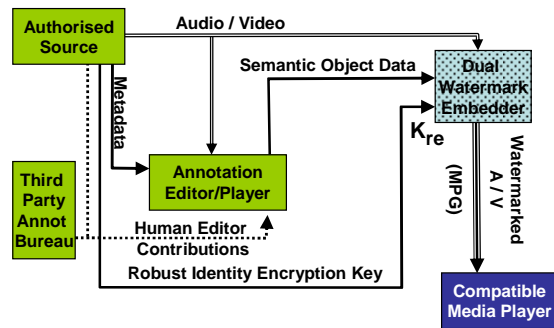 Authorised
Source
Audio / Video
Semantic Object Data
Dual
Watermark
Embedder
Metadata
Kre
Annotation
Editor/Player
Third
Party
Annot
Bureau
Human Editor
Contributions
Watermarked
A / V
(MPG)
Robust Identity Encryption Key
Compatible
Media Player